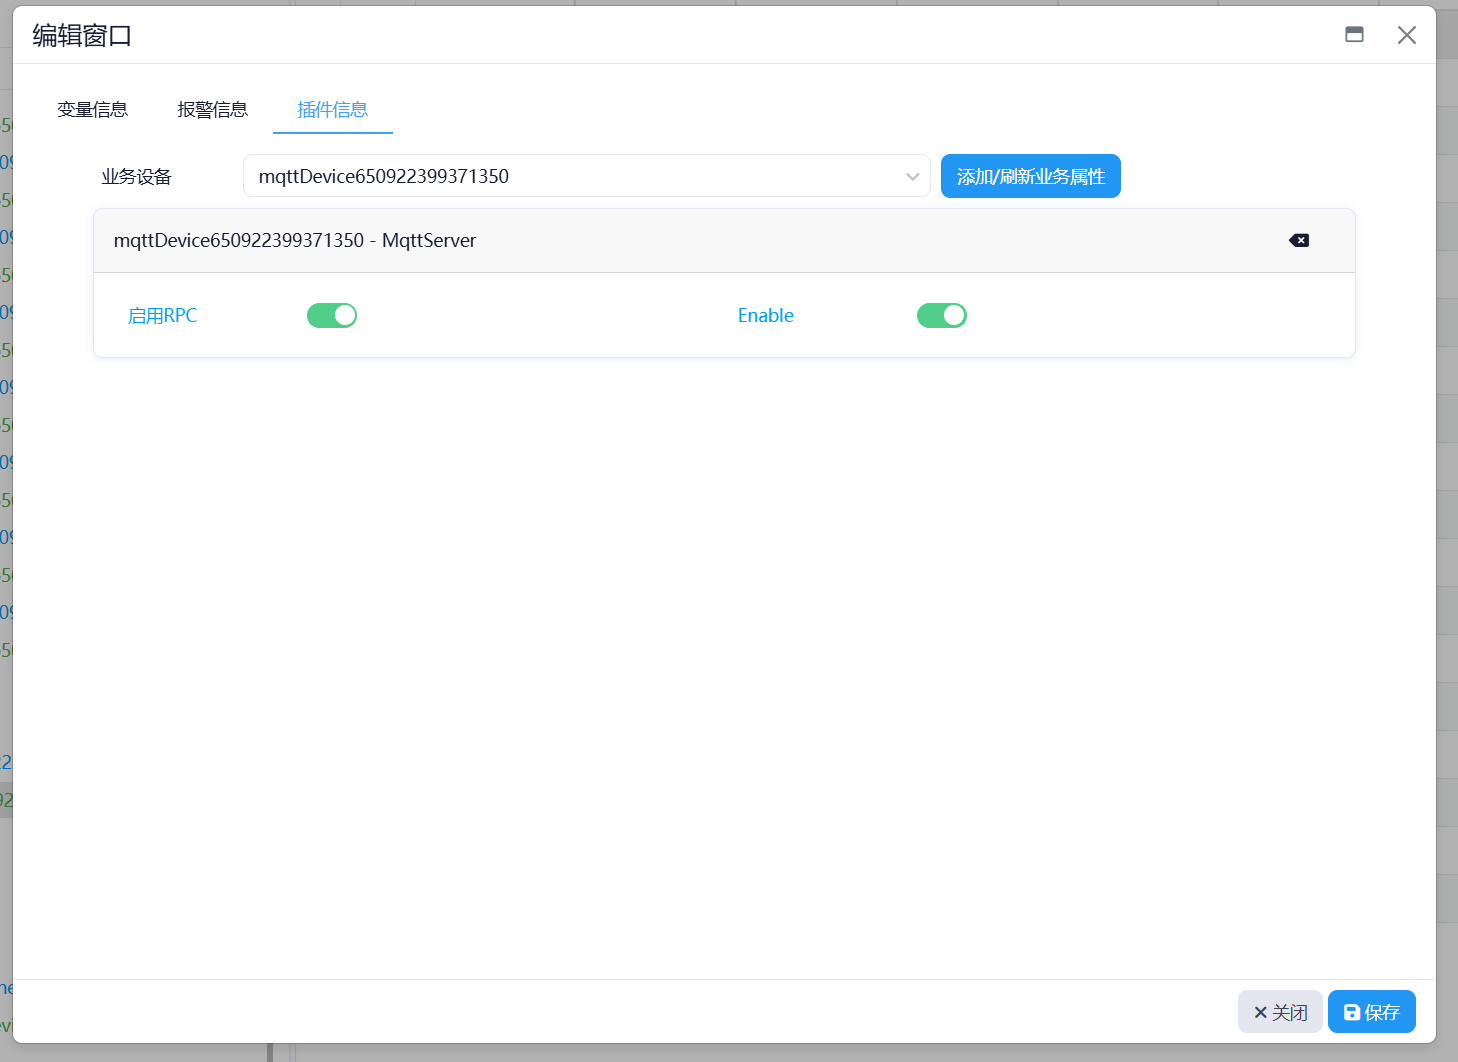 编辑窗口
变量信息 报警信息 插件信息
业务设备 mqttDevice650922399371350 添加/刷新业务属性
mqttDevice650922399371350 - MqttServer
启用RPC Enable
关闭 保存